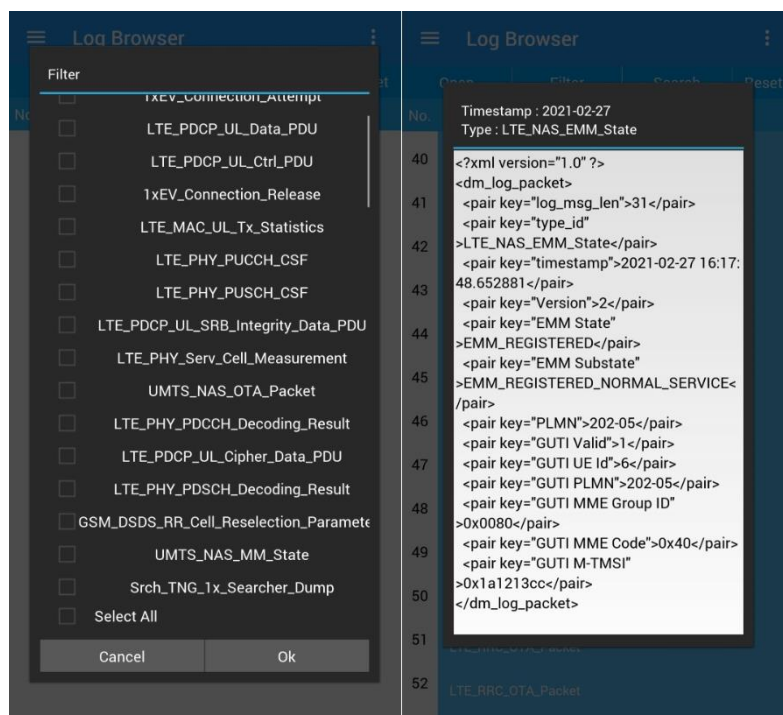 Log Browser
Filter
1xEV_Connection_Attempt
LTE_PDCP_UL_Data_PDU
LTE_PDCP_UL_Ctrl_PDU
1xEV_Connection_Release
LTE_MAC_UL_Tx_Statistics
LTE_PHY_PUCCH_CSF
LTE_PHY_PUSCH_CSF
LTE_PDCP_UL_SRB_Integrity_Data_PDU
LTE_PHY_Serv_Cell_Measurement
UMTS_NAS_OTA_Packet
LTE_PHY_PDCCH_Decoding_Result
LTE_PDCP_UL_Cipher_Data_PDU
LTE_PHY_PDSCH_Decoding_Result
GSM_DSDS_RR_Cell_Reselection_Paramete
UMTS_NAS_MM_State
Srch_TNG_1x_Searcher_Dump
Select All
Cancel Ok
Log Browser
Open Filter Search Reset
No.
Timestamp : 2021-02-27
Type : LTE_NAS_EMM_State
40
41
42
43
44
45
46
47
48
49
50
51
52
<?xml version="1.0" ?>
<dm_log_packet>
<pair key="log_msg_len">31</pair>
<pair key="type_id"
>LTE_NAS_EMM_State</pair>
<pair key="timestamp">2021-02-27 16:17:
48.652881</pair>
<pair key="Version">2</pair>
<pair key="EMM State"
>EMM_REGISTERED</pair>
<pair key="EMM Substate"
>EMM_REGISTERED_NORMAL_SERVICE<
/pair>
<pair key="PLMN">202-05</pair>
<pair key="GUTI Valid">1</pair>
<pair key="GUTI UE Id">6</pair>
<pair key="GUTI PLMN">202-05</pair>
<pair key="GUTI MME Group ID"
>0x0080</pair>
<pair key="GUTI MME Code">0x40</pair>
<pair key="GUTI M-TMSI"
>0x1a1213cc</pair>
</dm_log_packet>
LTE_RRC_OTA_Packet
LTE_RRC_OTA_Packet